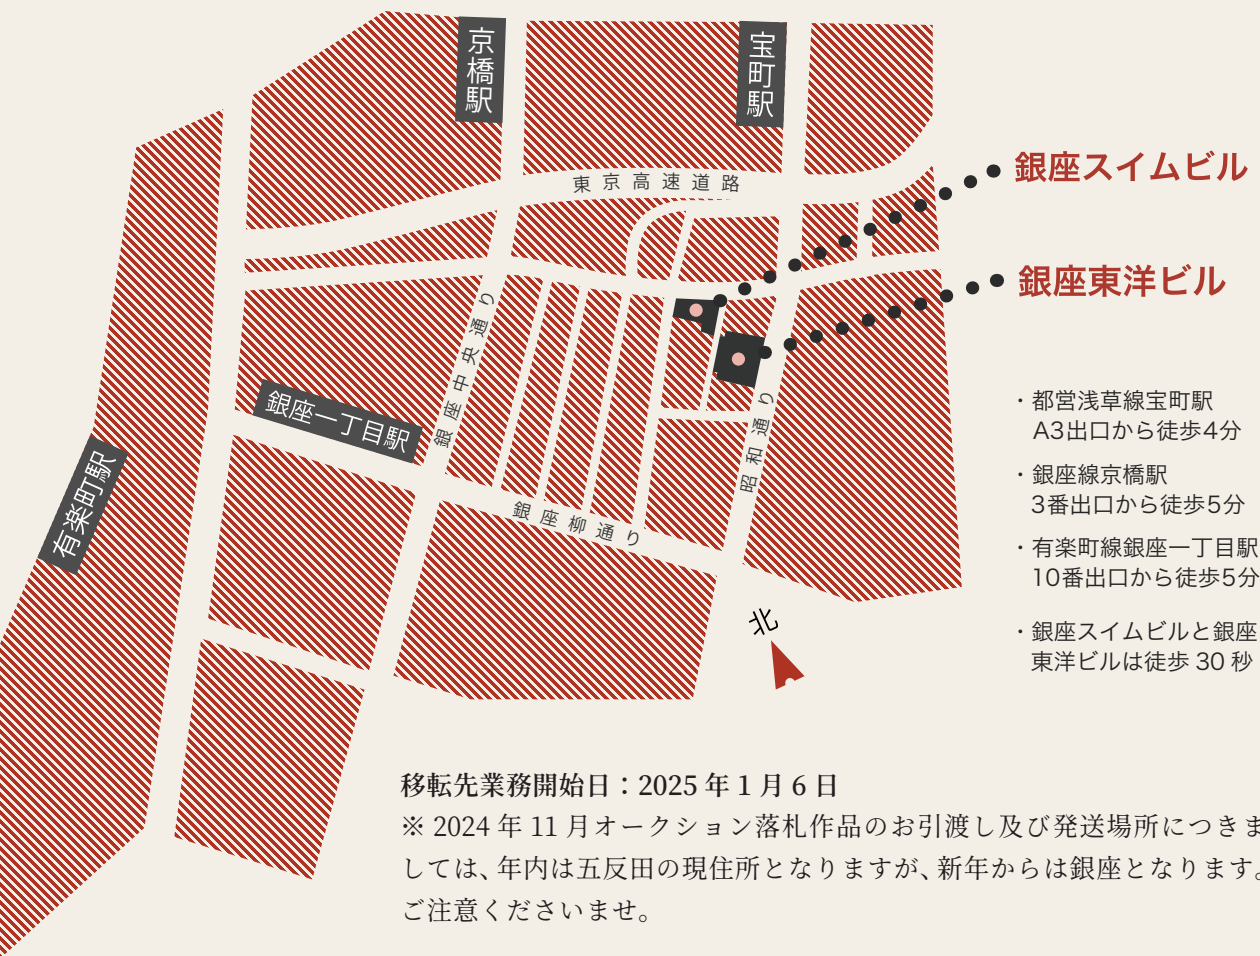 京橋駅
宝町駅
東京高速道路
銀座スイムビル
銀座東洋ビル
銀座中央通り
銀座一丁目駅
昭和通り
有楽町駅
銀座柳通り
・都営浅草線宝町駅
A3出口から徒歩4分
・銀座線京橋駅
3番出口から徒歩5分
・有楽町線銀座一丁目駅
10番出口から徒歩5分
・銀座スイムビルと銀座
東洋ビルは徒歩 30 秒
北
移転先業務開始日：2025 年 1 月 6 日
※ 2024 年 11 月オークション落札作品のお引渡し及び発送場所につきま
しては、年内は五反田の現住所となりますが、新年からは銀座となります。
ご注意くださいませ。